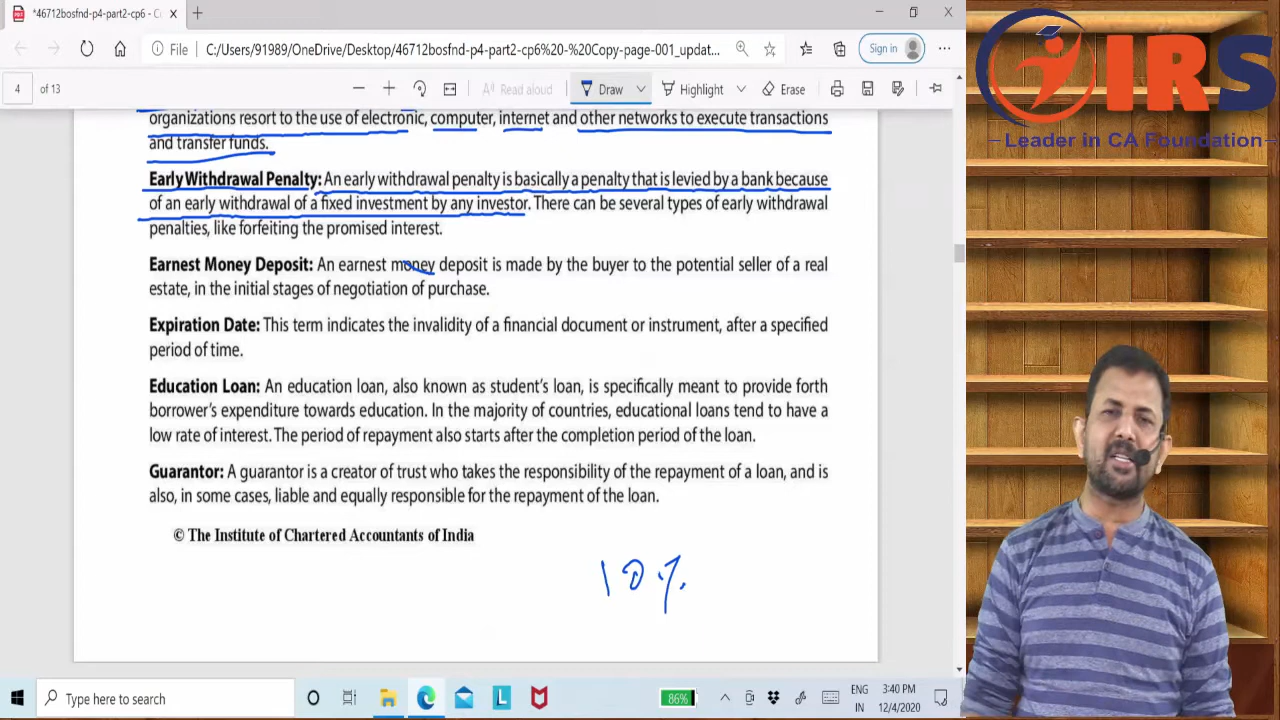 *46712bosfnd-p4-part2-cp6 - C
File
C:/Users/91989/OneDrive/Desktop/46712bosfnd-p4-part2-cp6%20-%20Copy-page-001_updat...
Sign in
4 of 13
Read aloud
Draw
Highlight
Erase
IRS
-Leader in CA Foundation-
organizations resort to the use of electronic, computer, internet and other networks to execute transactions
and transfer funds.
Early Withdrawal Penalty: An early withdrawal penalty is basically a penalty that is levied by a bank because
of an early withdrawal of a fixed investment by any investor. There can be several types of early withdrawal
penalties, like forfeiting the promised interest.
Earnest Money Deposit: An earnest money deposit is made by the buyer to the potential seller of a real
estate, in the initial stages of negotiation of purchase.
Expiration Date: This term indicates the invalidity of a financial document or instrument, after a specified
period of time.
Education Loan: An education loan, also known as student's loan, is specifically meant to provide forth
borrower's expenditure towards education. In the majority of countries, educational loans tend to have a
low rate of interest. The period of repayment also starts after the completion period of the loan.
Guarantor: A guarantor is a creator of trust who takes the responsibility of the repayment of a loan, and is
also, in some cases, liable and equally responsible for the repayment of the loan.
© The Institute of Chartered Accountants of India
10%
Type here to search
86%
ENG
IN
3:40 PM
12/4/2020